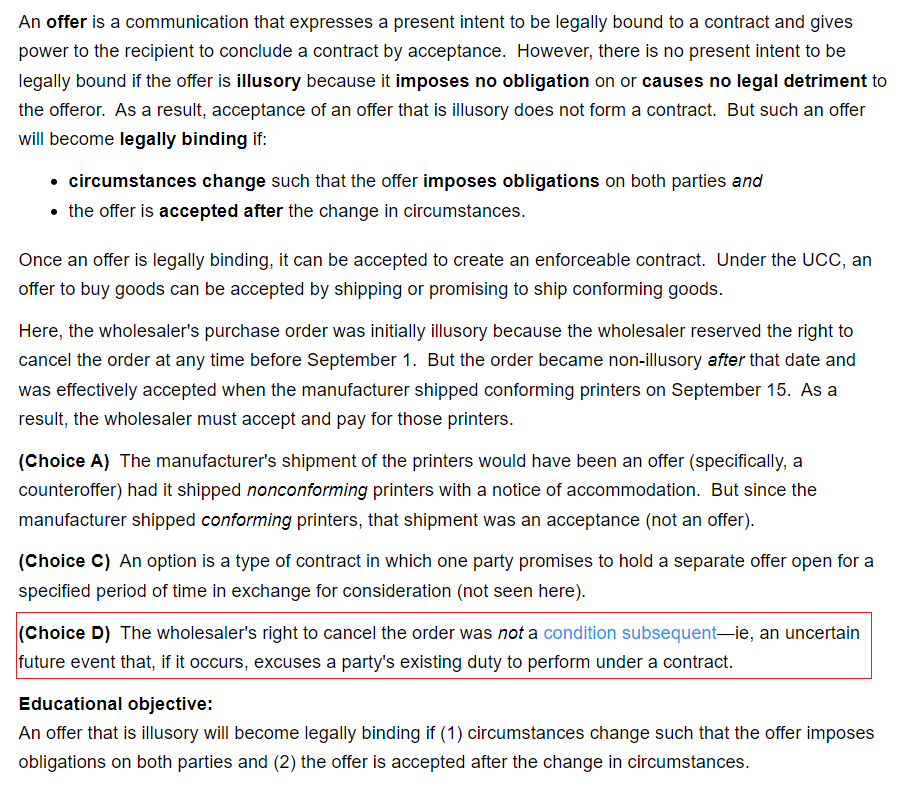 An offer is a communication that expresses a present intent to be legally bound to a contract and gives
power to the recipient to conclude a contract by acceptance.  However, there is no present intent to be
legally bound if the offer is illusory because it imposes no obligation on or causes no legal detriment to
the offeror.  As a result, acceptance of an offer that is illusory does not form a contract.  But such an offer
will become legally binding if:
• circumstances change such that the offer imposes obligations on both parties and
• the offer is accepted after the change in circumstances.
Once an offer is legally binding, it can be accepted to create an enforceable contract.  Under the UCC, an
offer to buy goods can be accepted by shipping or promising to ship conforming goods.
Here, the wholesaler's purchase order was initially illusory because the wholesaler reserved the right to
cancel the order at any time before September 1.  But the order became non-illusory after that date and
was effectively accepted when the manufacturer shipped conforming printers on September 15.  As a
result, the wholesaler must accept and pay for those printers.
(Choice A)  The manufacturer's shipment of the printers would have been an offer (specifically, a
counteroffer) had it shipped nonconforming printers with a notice of accommodation.  But since the
manufacturer shipped conforming printers, that shipment was an acceptance (not an offer).
(Choice C)  An option is a type of contract in which one party promises to hold a separate offer open for a
specified period of time in exchange for consideration (not seen here).
(Choice D)  The wholesaler's right to cancel the order was not a condition subsequent—ie, an uncertain
future event that, if it occurs, excuses a party's existing duty to perform under a contract.
Educational objective:
An offer that is illusory will become legally binding if (1) circumstances change such that the offer imposes
obligations on both parties and (2) the offer is accepted after the change in circumstances.